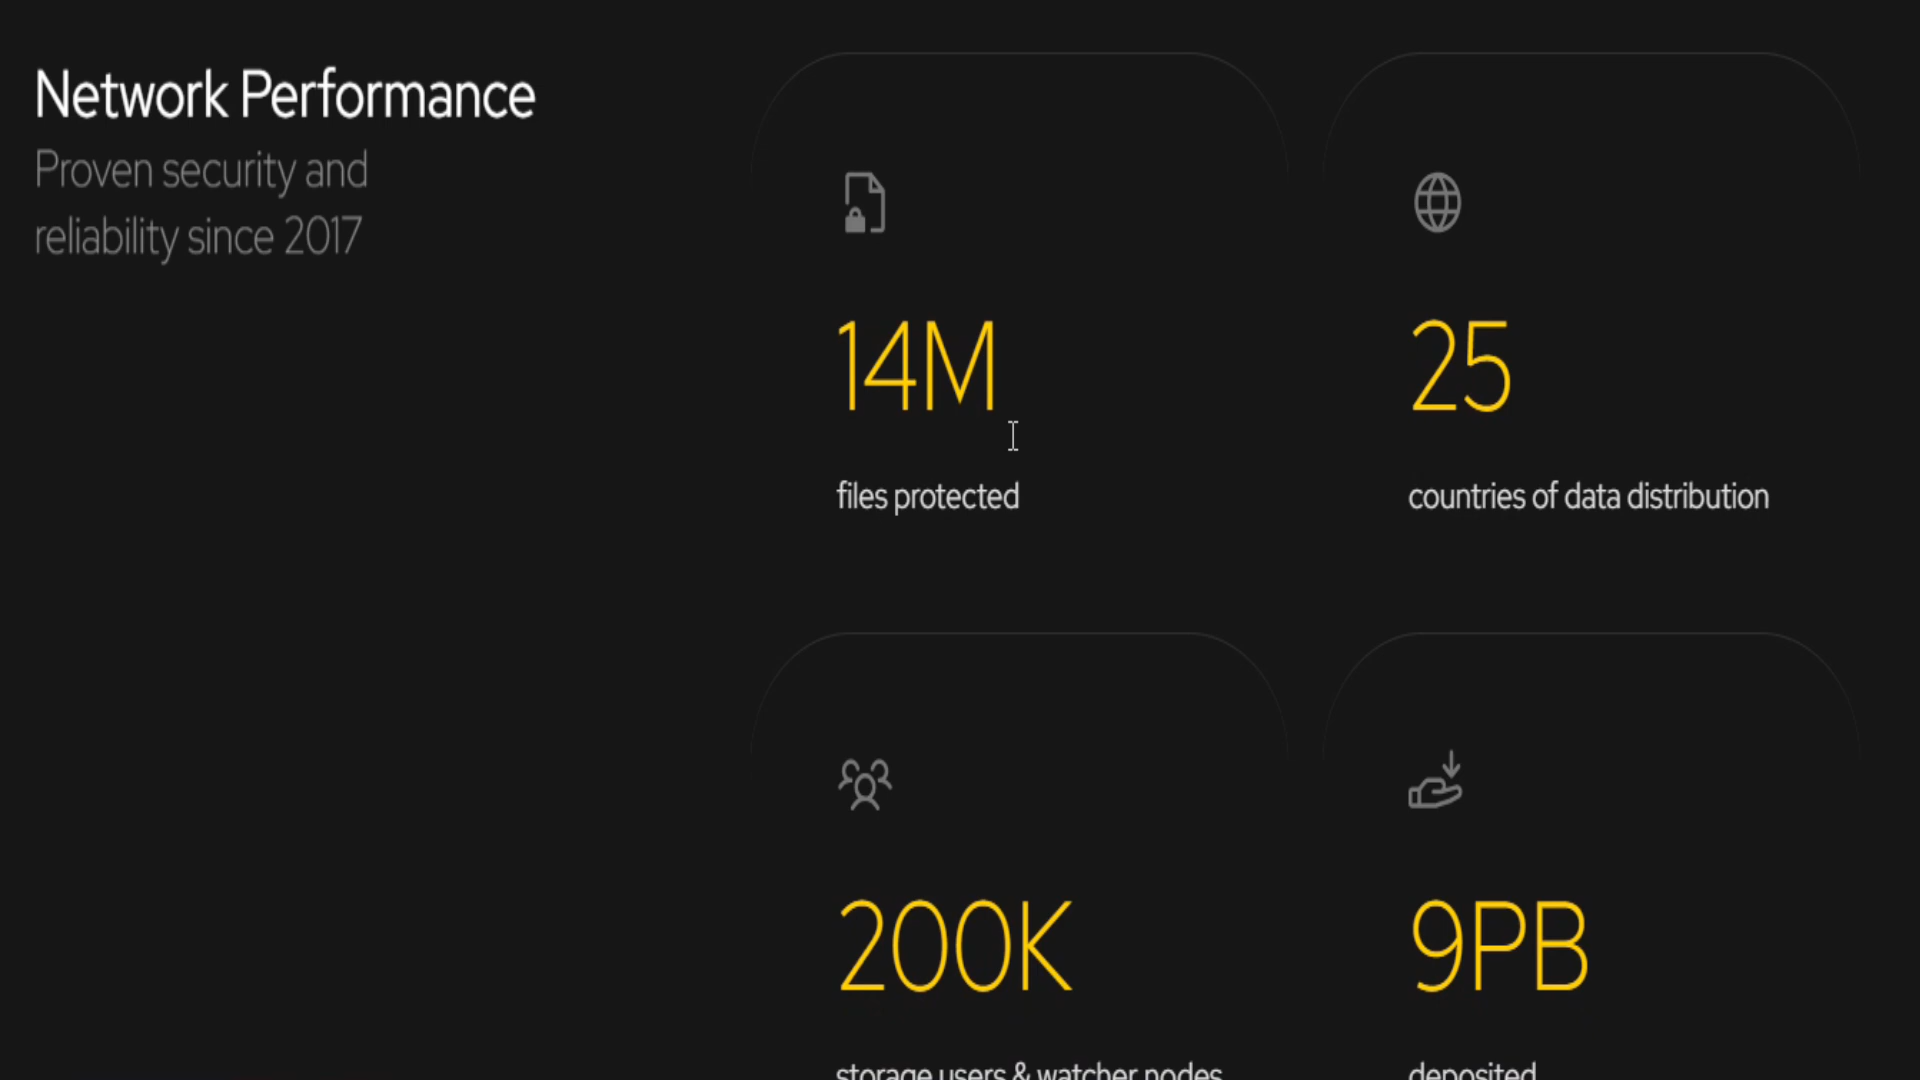 Network Performance
Proven security and
reliability since 2017
14M
files protected
25
countries of data distribution
200K
storage users & watcher nodes
9PB
deposited